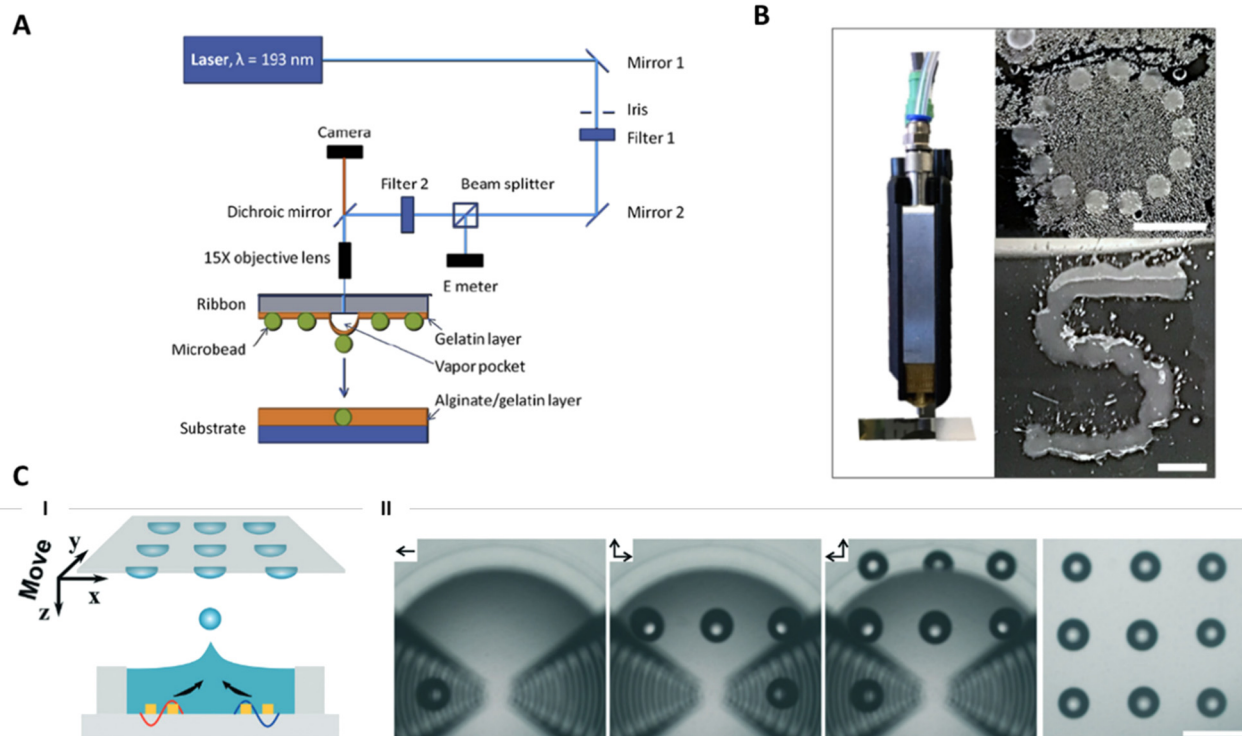 A
Laser, λ = 193 nm
Mirror 1
Iris
Filter 1
Camera
Filter 2
Beam splitter
Dichroic mirror
Mirror 2
15X objective lens
E meter
Ribbon
Gelatin layer
Microbead
Vapor pocket
Alginate/gelatin layer
Substrate
B
C
I
II
Move
y
x
z